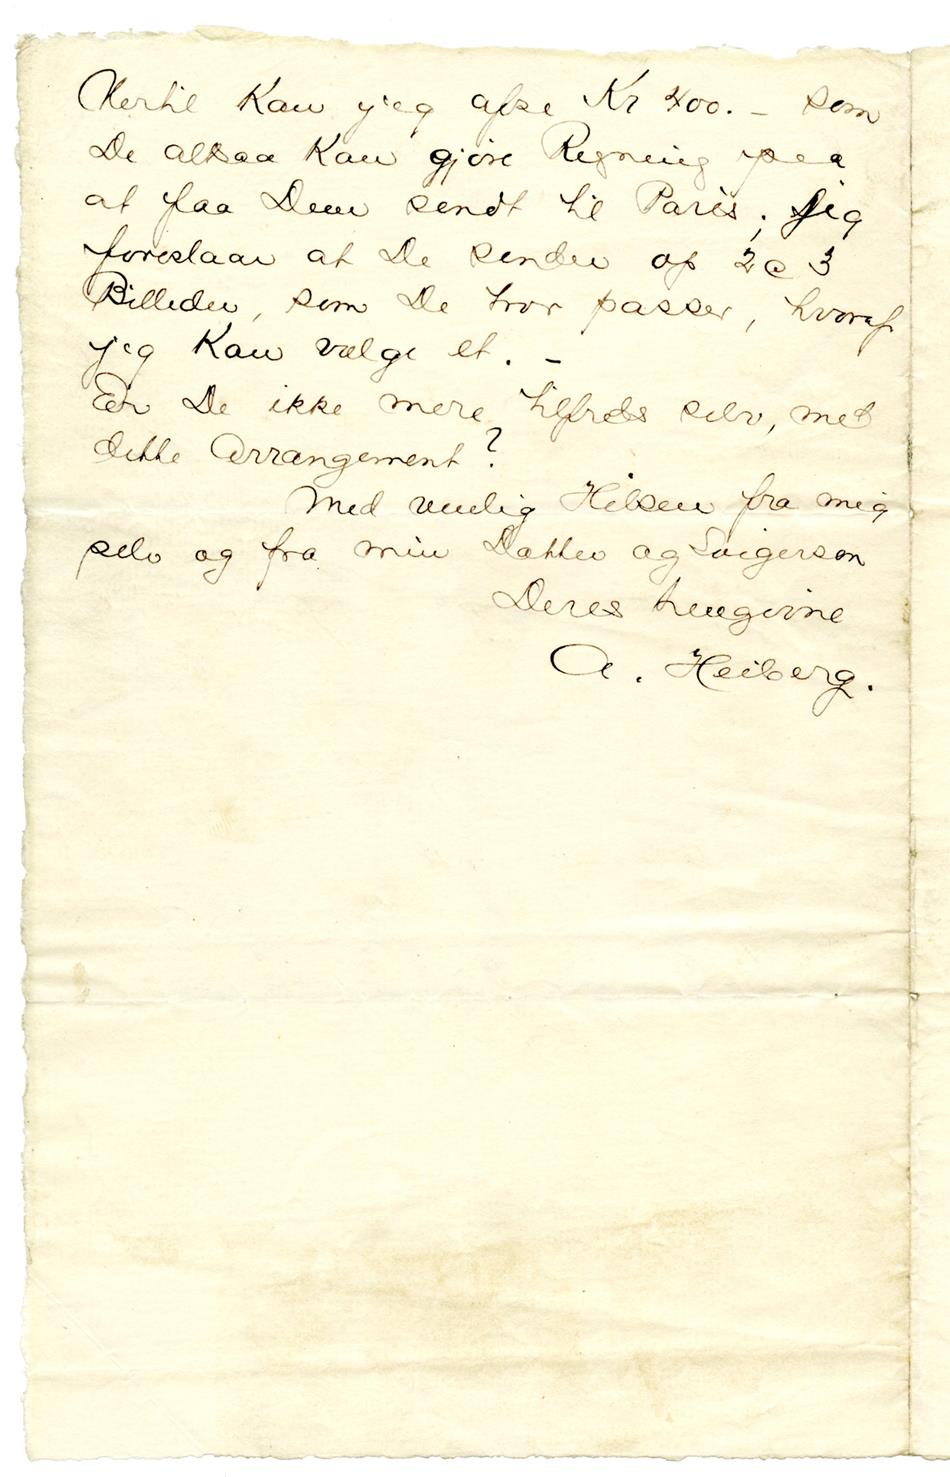 Hertil kan jeg afse Kr 400. – som
De altsaa kan gjøre Regning paa
at faa Dem sendt til Paris; Jeg
foreslaar at De sender op 2 a 3
Billeder, som De tror passer, hvoraf
jeg kan vælge et. –
Er De ikke mere tilfreds selv, med
dette Arrangement?
Med venlig Hilsen fra mig
selv og fra min Datter og Svigersøn
Deres hengivne
A. Heiberg.